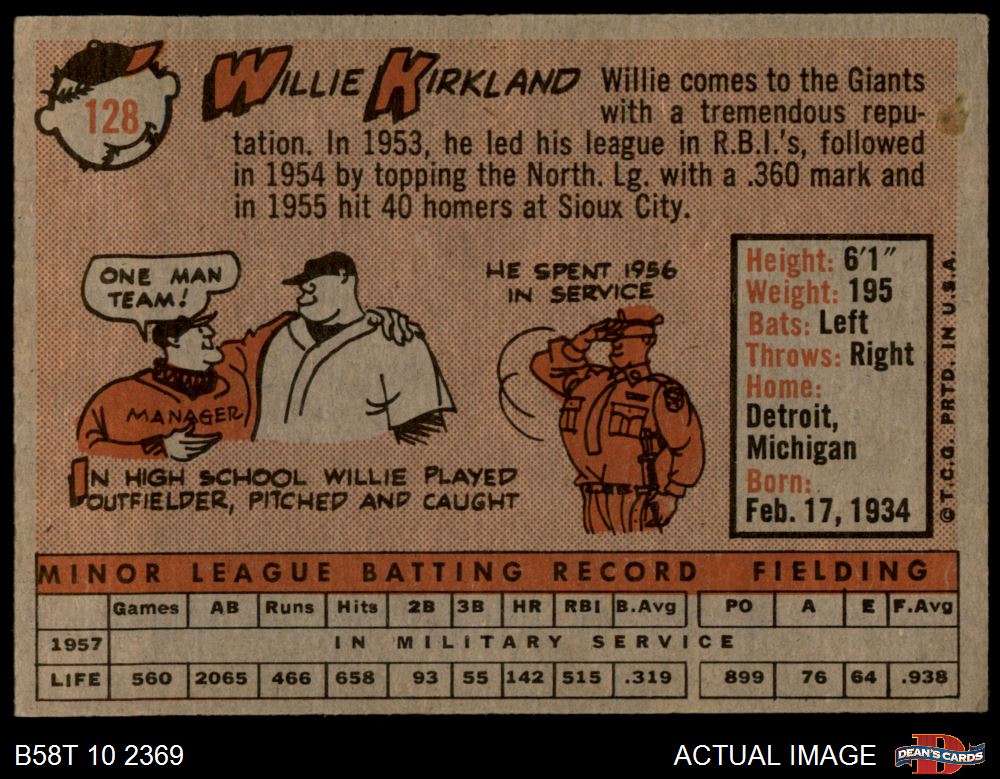 128
WILLIE KIRKLAND Willie comes to the Giants
with a tremendous repu-
tation. In 1953, he led his league in R.B.I.'s, followed
in 1954 by topping the North. Lg. with a .360 mark and
in 1955 hit 40 homers at Sioux City.
ONE MAN
TEAM!
MANAGER
IN HIGH SCHOOL WILLIE PLAYED
OUTFIELDER, PITCHED AND CAUGHT
HE SPENT 1956
IN SERVICE
Height: 6'1"
Weight: 195
Bats: Left
Throws: Right
Home:
Detroit,
Michigan
Born:
Feb. 17, 1934
© T.C.G. PRTD. IN U.S.A.
MINOR LEAGUE BATTING RECORD FIELDING
Games AB Runs Hits 2B 3B HR RBI B.Avg PO A E F.Avg
1957 IN MILITARY SERVICE
LIFE 560 2065 466 658 93 55 142 515 .319 899 76 64 .938
B58T 10 2369 ACTUAL IMAGE DEAN'S CARDS